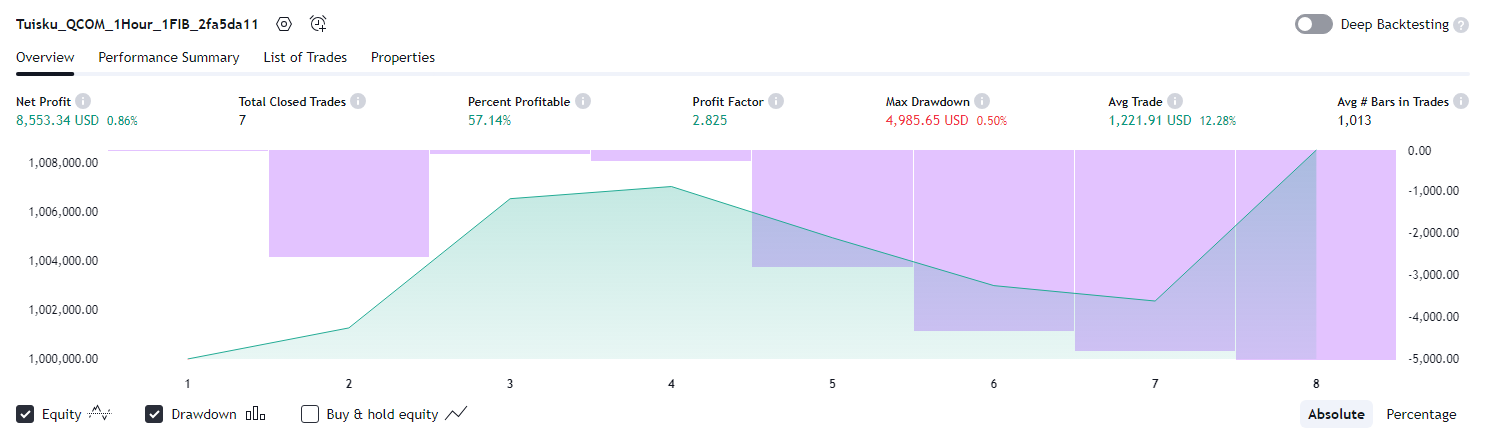 Tuisku_QCOM_1Hour_1FIB_2fa5da11 Deep Backtesting
Overview Performance Summary List of Trades Properties
Net Profit Total Closed Trades Percent Profitable Profit Factor Max Drawdown Avg Trade Avg # Bars in Trades
8,553.34 USD 0.86% 7 57.14% 2.825 4,985.65 USD 0.50% 1,221.91 USD 12.28% 1,013
1,008,000.00 0.00
1,006,000.00 -1,000.00
1,004,000.00 -2,000.00
1,002,000.00 -3,000.00
1,000,000.00 -4,000.00
-5,000.00
1 2 3 4 5 6 7 8
Equity Drawdown Buy & hold equity Absolute Percentage